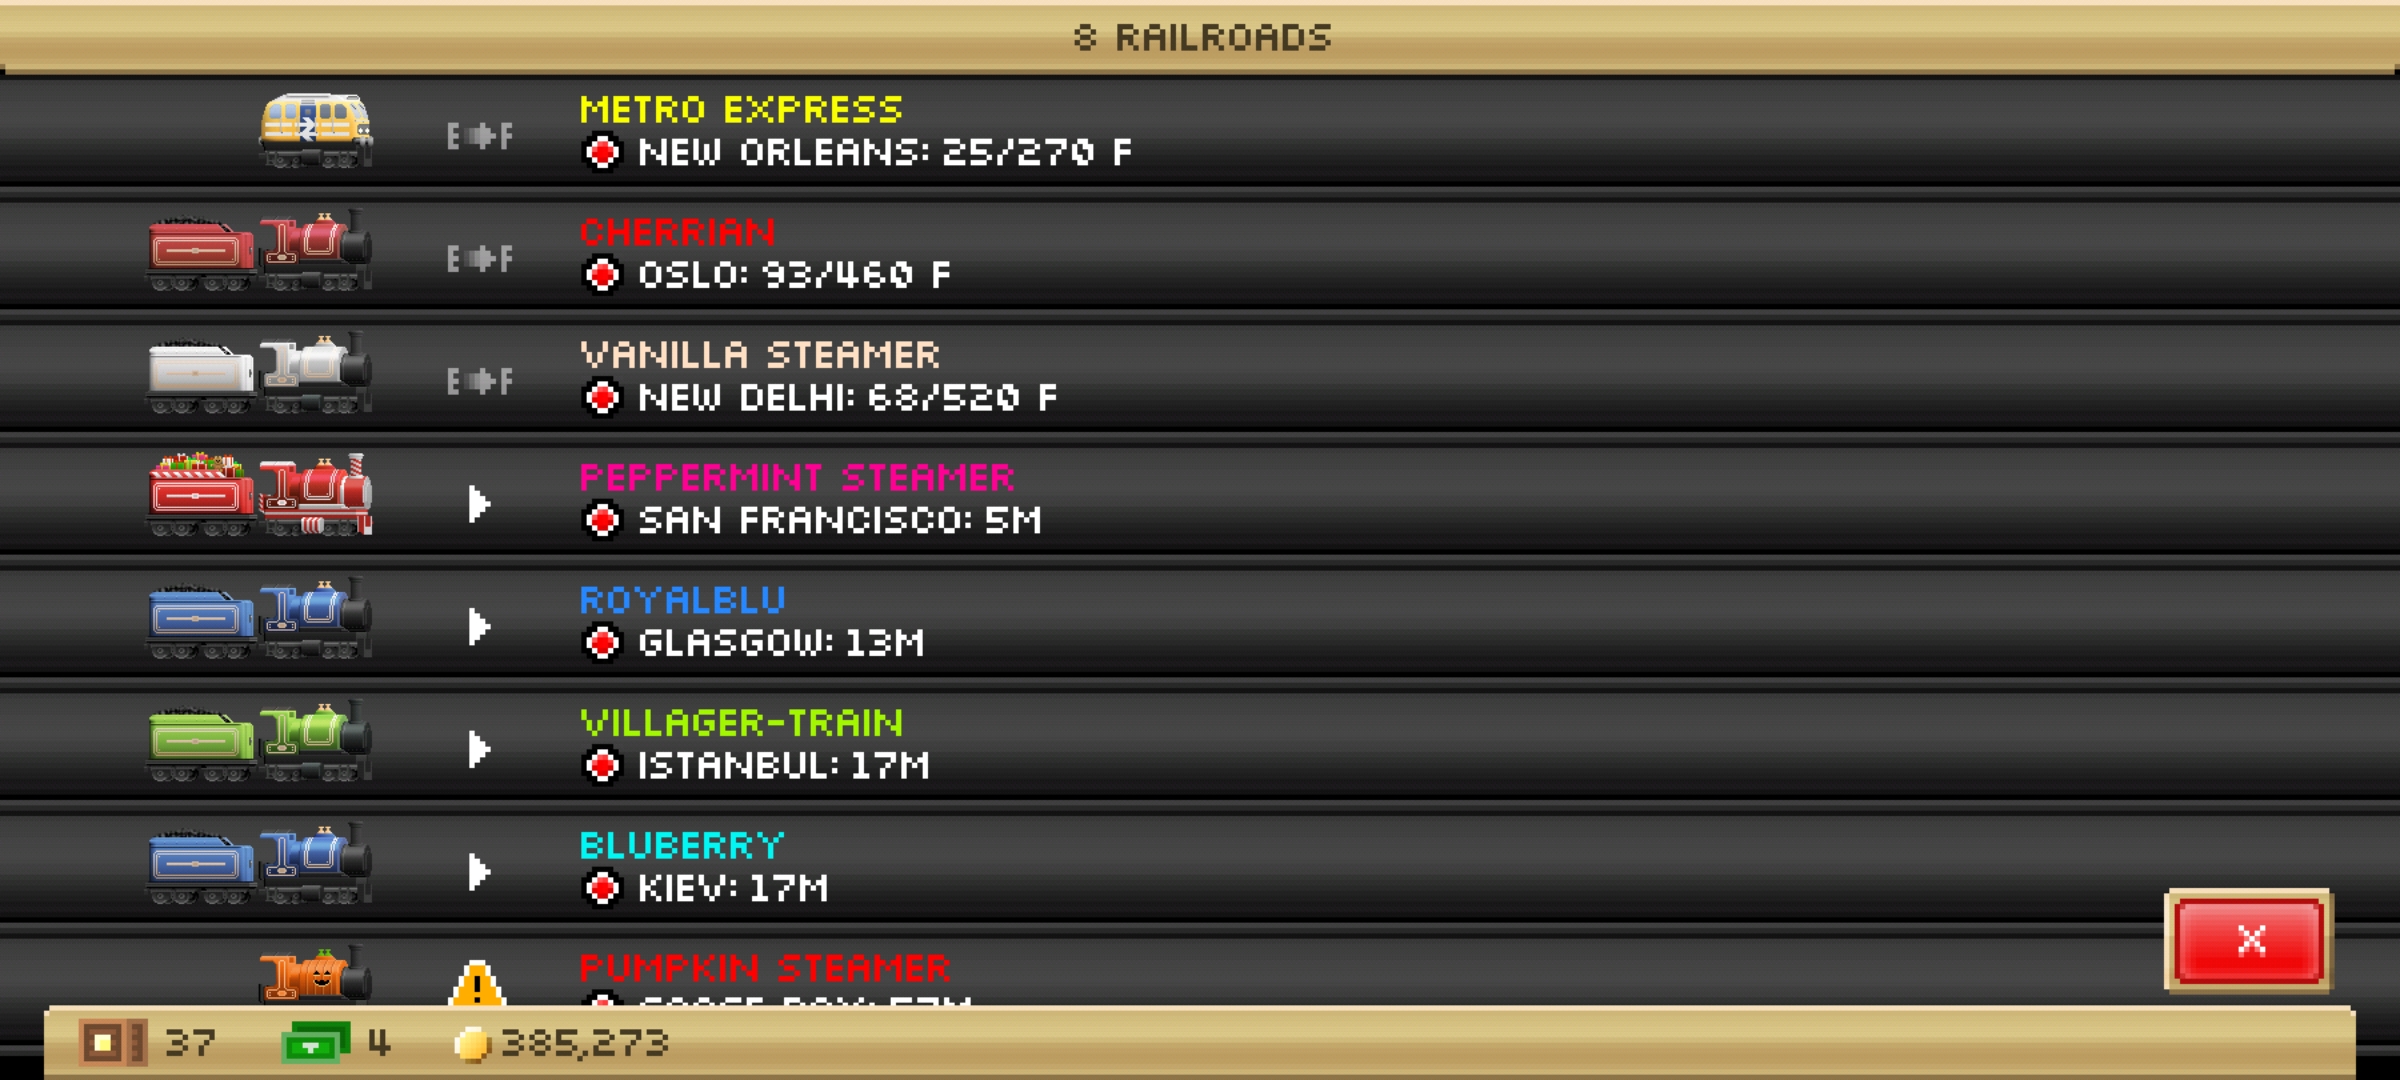 8 RAILROADS
METRO EXPRESS
E F
NEW ORLEANS: 25/270 F
CHERRIAN
E F
OSLO: 93/460 F
VANILLA STEAMER
E F
NEW DELHI: 68/520 F
PEPPERMINT STEAMER
SAN FRANCISCO: 5M
ROYALBLU
GLASGOW: 13M
VILLAGER-TRAIN
ISTANBUL: 17M
BLUBERRY
KIEV: 17M
PUMPKIN STEAMER
X
37 4 385,273